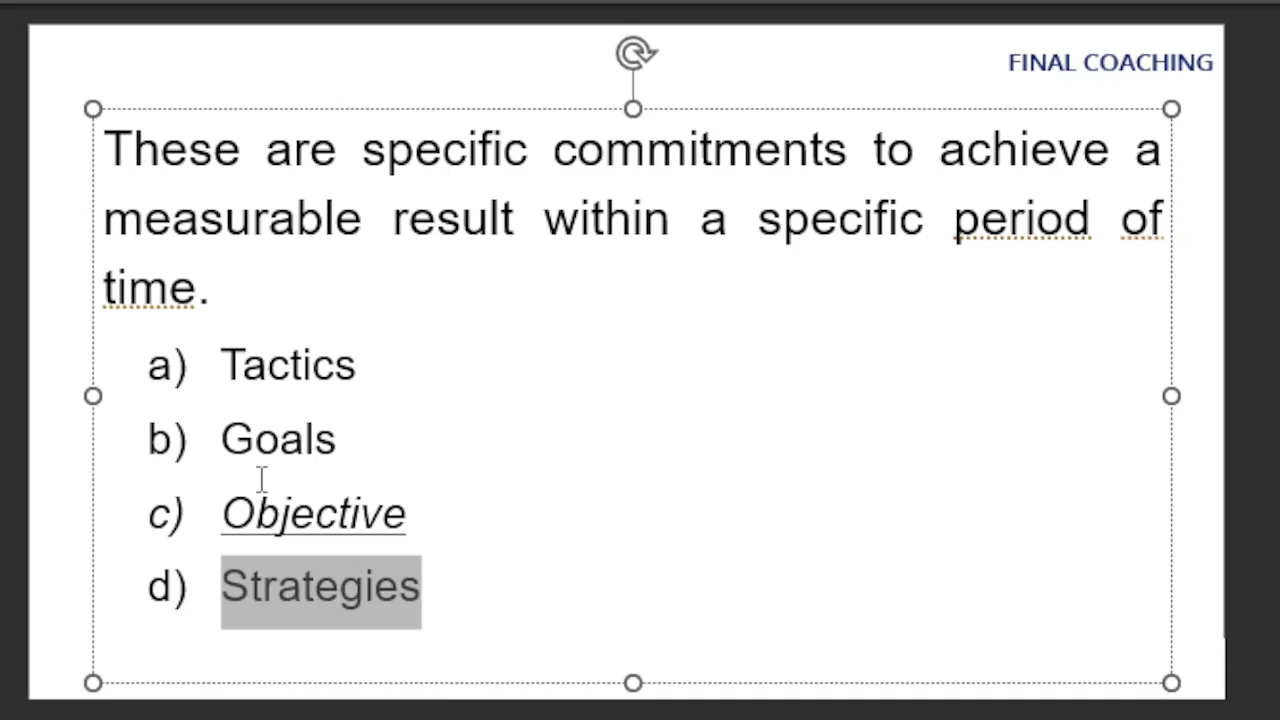 FINAL COACHING
These are specific commitments to achieve a
measurable result within a specific period of
time.
a) Tactics
b) Goals
c) Objective
d) Strategies